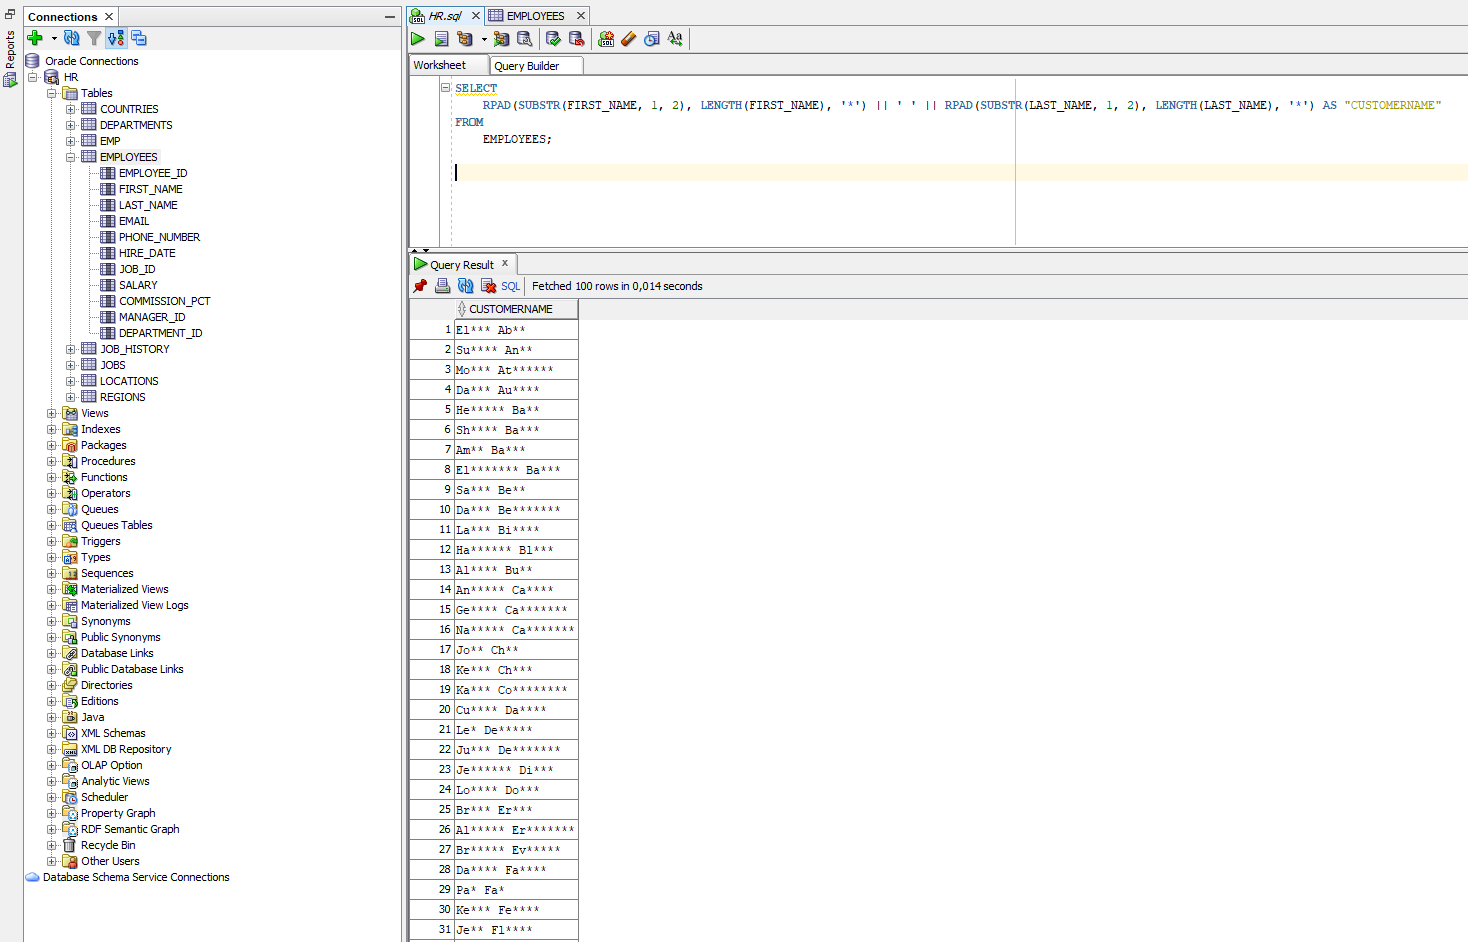 Reports
Connections
Oracle Connections
HR
Tables
COUNTRIES
DEPARTMENTS
EMP
EMPLOYEES
EMPLOYEE_ID
FIRST_NAME
LAST_NAME
EMAIL
PHONE_NUMBER
HIRE_DATE
JOB_ID
SALARY
COMMISSION_PCT
MANAGER_ID
DEPARTMENT_ID
JOB_HISTORY
JOBS
LOCATIONS
REGIONS
Views
Indexes
Packages
Procedures
Functions
Operators
Queues
Queues Tables
Triggers
Types
Sequences
Materialized Views
Materialized View Logs
Synonyms
Public Synonyms
Database Links
Public Database Links
Directories
Editions
Java
XML Schemas
XML DB Repository
OLAP Option
Analytic Views
Scheduler
Property Graph
RDF Semantic Graph
Recycle Bin
Other Users
Database Schema Service Connections
HR.sql
EMPLOYEES
Worksheet
Query Builder
SELECT
RPAD(SUBSTR(FIRST_NAME, 1, 2), LENGTH(FIRST_NAME), '*') || ' ' || RPAD(SUBSTR(LAST_NAME, 1, 2), LENGTH(LAST_NAME), '*') AS "CUSTOMERNAME"
FROM
EMPLOYEES;
Query Result
SQL
Fetched 100 rows in 0,014 seconds
CUSTOMERNAME
1 El*** Ab**
2 Su**** An**
3 Mo*** At******
4 Da*** Au****
5 He***** Ba**
6 Sh**** Ba***
7 Am** Ba***
8 El******* Ba***
9 Sa*** Be**
10 Da*** Be*******
11 La*** Bi****
12 Ha****** Bl***
13 Al**** Bu**
14 An***** Ca****
15 Ge**** Ca*******
16 Na***** Ca*******
17 Jo** Ch**
18 Ke*** Ch***
19 Ka*** Co********
20 Cu**** Da****
21 Le* De*****
22 Ju*** De*******
23 Je****** Di***
24 Lo**** Do***
25 Br*** Er***
26 Al***** Er*******
27 Br***** Ev*****
28 Da**** Fa****
29 Pa* Fa*
30 Ke*** Fe****
31 Je** Fl****